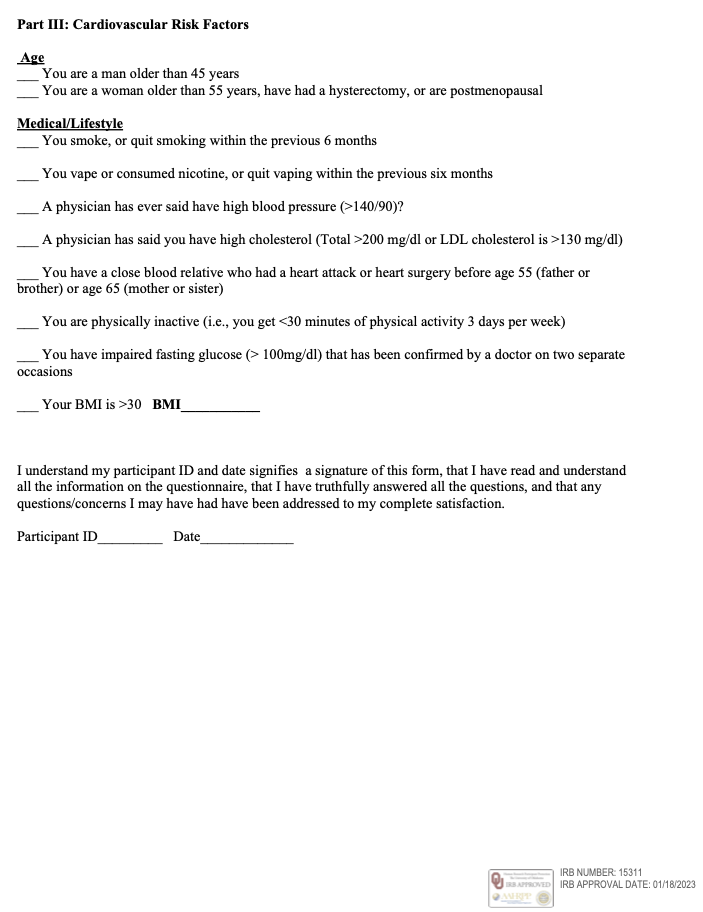 Part III: Cardiovascular Risk Factors
Age
___ You are a man older than 45 years
___ You are a woman older than 55 years, have had a hysterectomy, or are postmenopausal
Medical/Lifestyle
___ You smoke, or quit smoking within the previous 6 months
___ You vape or consumed nicotine, or quit vaping within the previous six months
___ A physician has ever said have high blood pressure (>140/90)?
___ A physician has said you have high cholesterol (Total >200 mg/dl or LDL cholesterol is >130 mg/dl)
___ You have a close blood relative who had a heart attack or heart surgery before age 55 (father or
brother) or age 65 (mother or sister)
___ You are physically inactive (i.e., you get <30 minutes of physical activity 3 days per week)
___ You have impaired fasting glucose (> 100mg/dl) that has been confirmed by a doctor on two separate
occasions
___ Your BMI is >30 BMI___________
I understand my participant ID and date signifies a signature of this form, that I have read and understand
all the information on the questionnaire, that I have truthfully answered all the questions, and that any
questions/concerns I may have had have been addressed to my complete satisfaction.
Participant ID_________ Date_____________
IRB APPROVED
IRB NUMBER: 15311
IRB APPROVAL DATE: 01/18/2023